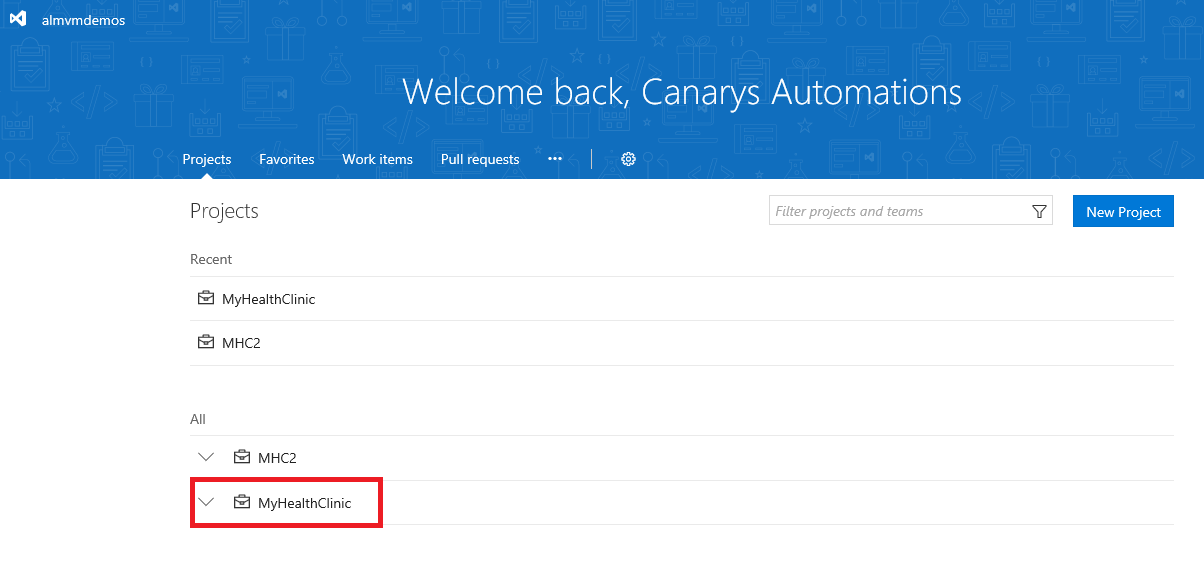 almvmdemos
Welcome back, Canarys Automations
Projects Favorites Work items Pull requests ···
Projects
Filter projects and teams
New Project
Recent
MyHealthClinic
MHC2
All
MHC2
MyHealthClinic